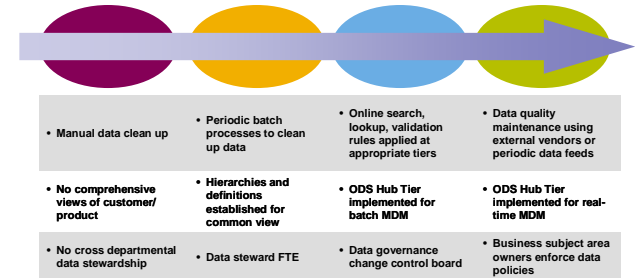 • Manual data clean up
• Periodic batch
processes to clean
up data
• Online search,
lookup, validation
rules applied at
appropriate tiers
• Data quality
maintenance using
external vendors or
periodic data feeds
• No comprehensive
views of customer/
product
• Hierarchies and
definitions
established for
common view
• ODS Hub Tier
implemented for
batch MDM
• ODS Hub Tier
implemented for real-
time MDM
• No cross departmental
data stewardship
• Data steward FTE
• Data governance
change control board
• Business subject area
owners enforce data
policies